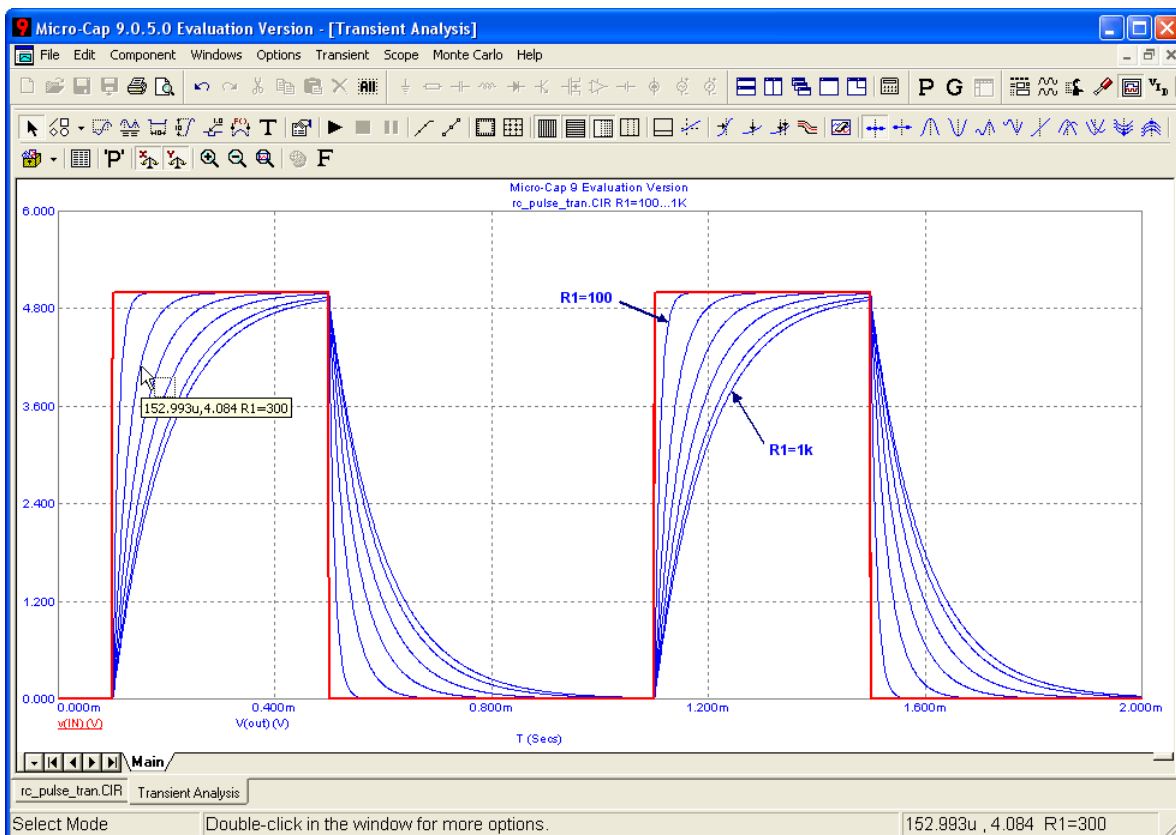 Micro-Cap 9.0.5.0 Evaluation Version - [Transient Analysis]
File Edit Component Windows Options Transient Scope Monte Carlo Help
All P G
T
'P' X Y F
Micro-Cap 9 Evaluation Version
rc_pulse_tran.CIR R1=100...1K
6.000
4.800
3.600
2.400
1.200
0.000
R1=100
152.993u,4.084 R1=300
R1=1k
0.000m 0.400m 0.800m 1.200m 1.600m 2.000m
v(IN)(V) V(out)(V)
T (Secs)
Main
rc_pulse_tran.CIR Transient Analysis
Select Mode Double-click in the window for more options. 152.993u , 4.084 R1=300